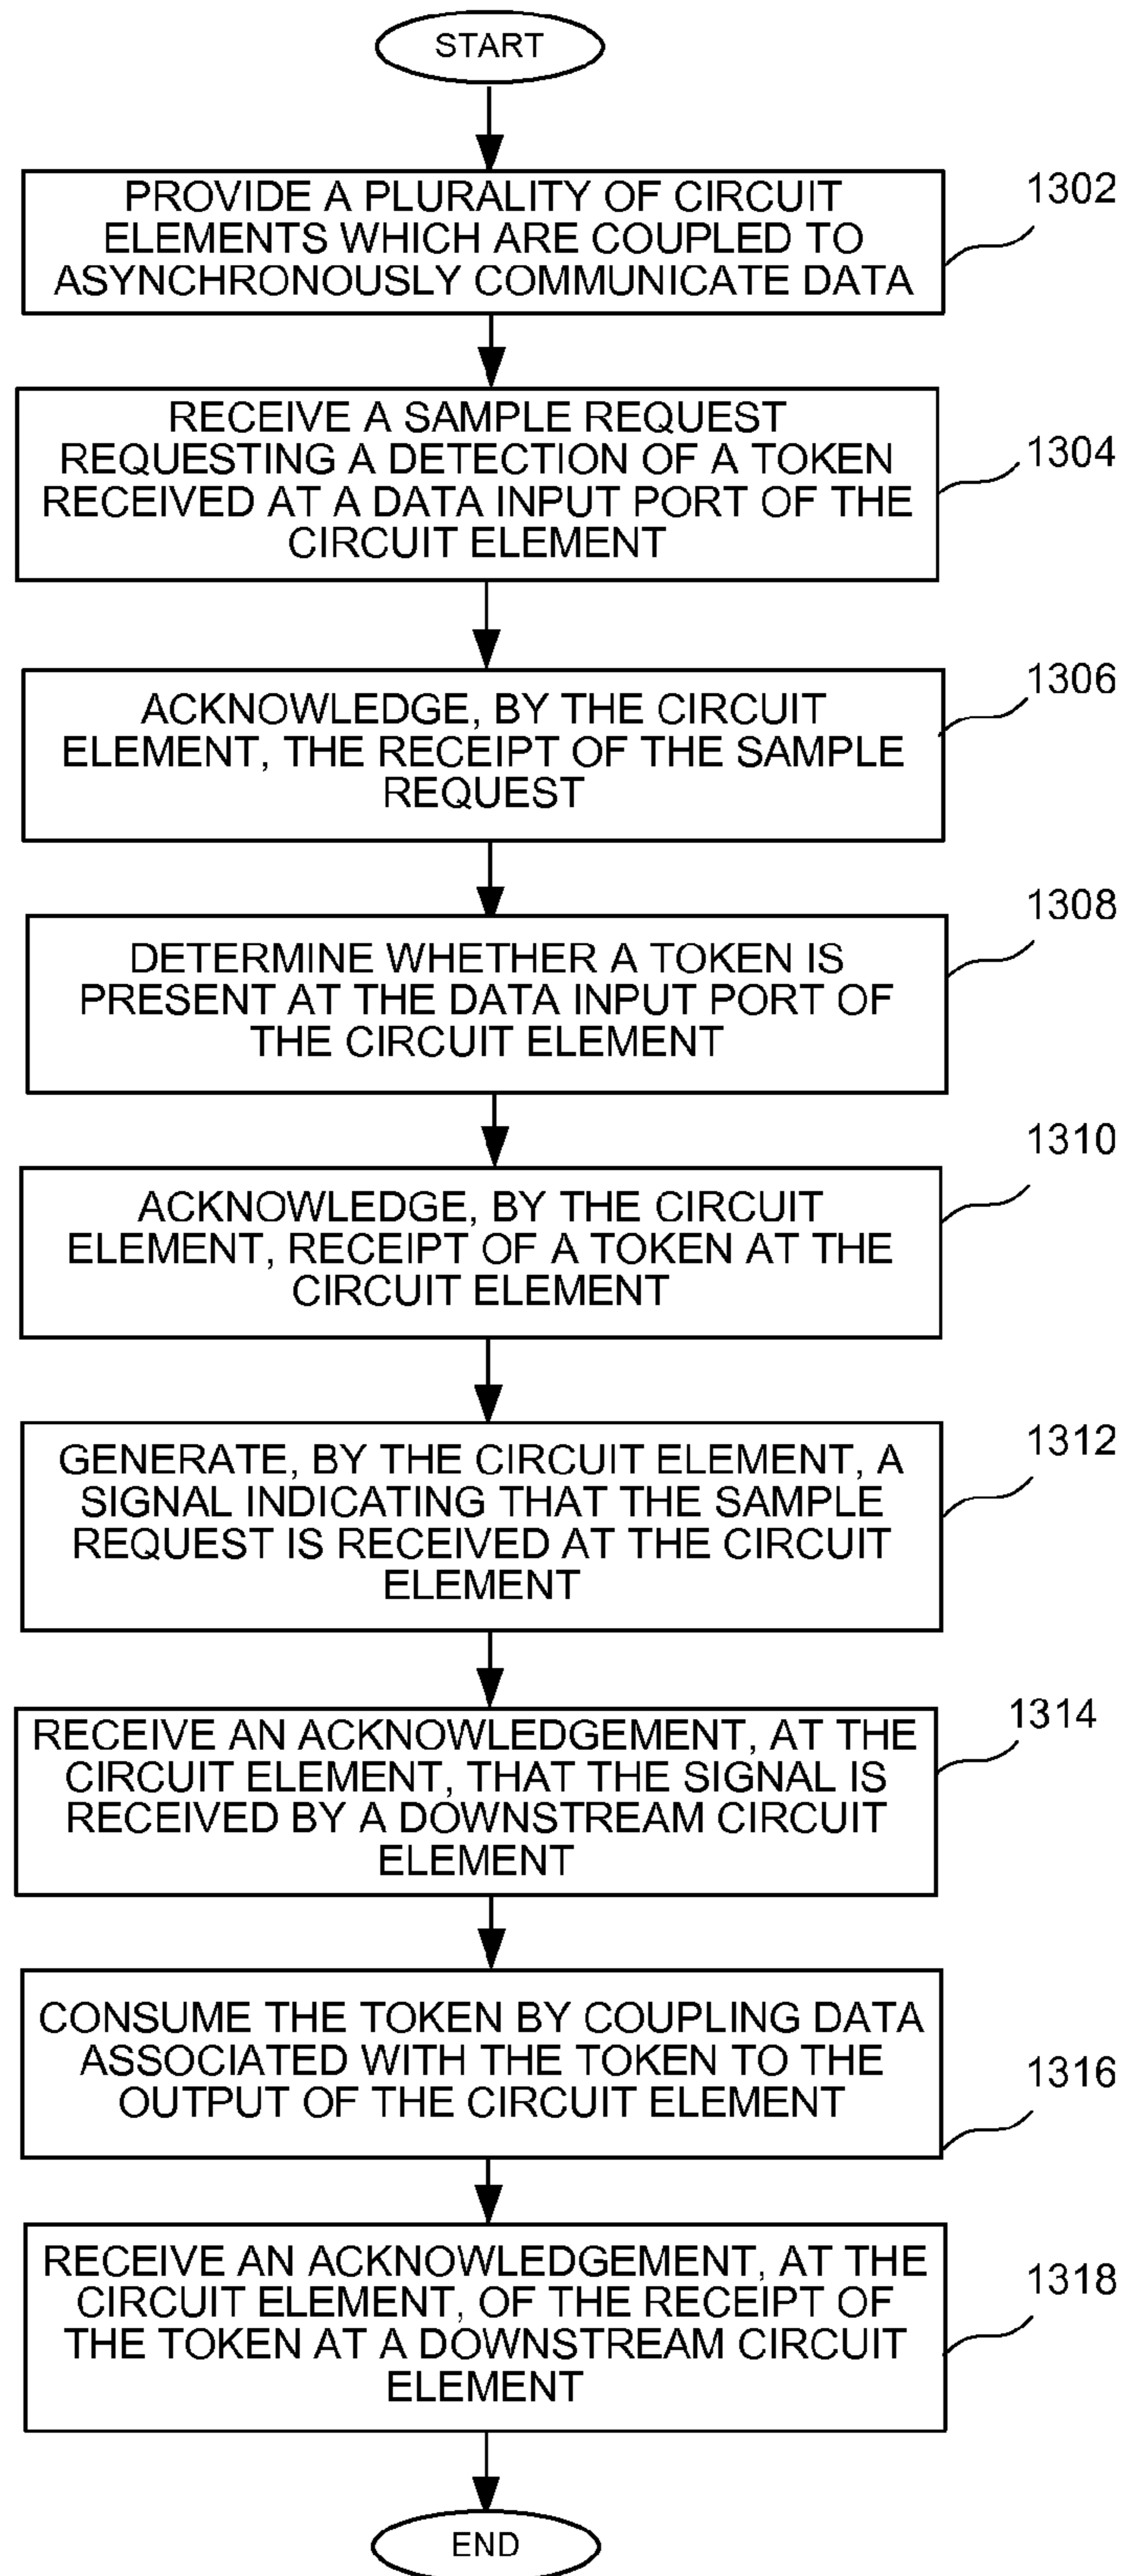 START
PROVIDE A PLURALITY OF CIRCUIT
ELEMENTS WHICH ARE COUPLED TO
ASYNCHRONOUSLY COMMUNICATE DATA
1302
RECEIVE A SAMPLE REQUEST
REQUESTING A DETECTION OF A TOKEN
RECEIVED AT A DATA INPUT PORT OF THE
CIRCUIT ELEMENT
1304
ACKNOWLEDGE, BY THE CIRCUIT
ELEMENT, THE RECEIPT OF THE SAMPLE
REQUEST
1306
DETERMINE WHETHER A TOKEN IS
PRESENT AT THE DATA INPUT PORT OF
THE CIRCUIT ELEMENT
1308
ACKNOWLEDGE, BY THE CIRCUIT
ELEMENT, RECEIPT OF A TOKEN AT THE
CIRCUIT ELEMENT
1310
GENERATE, BY THE CIRCUIT ELEMENT, A
SIGNAL INDICATING THAT THE SAMPLE
REQUEST IS RECEIVED AT THE CIRCUIT
ELEMENT
1312
RECEIVE AN ACKNOWLEDGEMENT, AT THE
CIRCUIT ELEMENT, THAT THE SIGNAL IS
RECEIVED BY A DOWNSTREAM CIRCUIT
ELEMENT
1314
CONSUME THE TOKEN BY COUPLING DATA
ASSOCIATED WITH THE TOKEN TO THE
OUTPUT OF THE CIRCUIT ELEMENT
1316
RECEIVE AN ACKNOWLEDGEMENT, AT THE
CIRCUIT ELEMENT, OF THE RECEIPT OF
THE TOKEN AT A DOWNSTREAM CIRCUIT
ELEMENT
1318
END